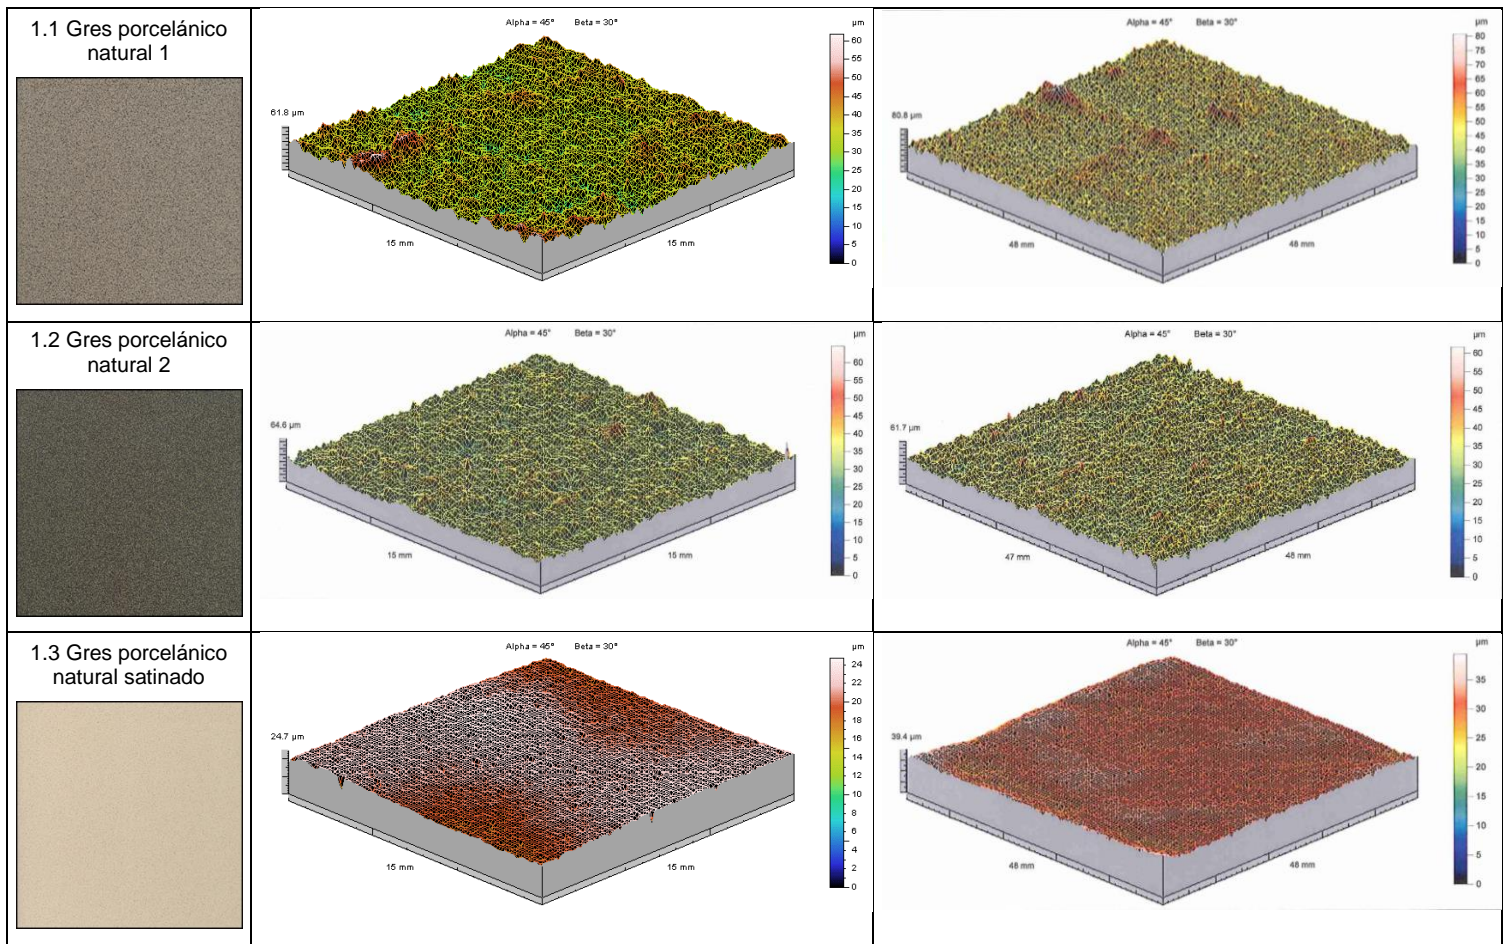 1.1 Gres porcelánico
natural 1
Alpha = 45° Beta = 30°
µm
61.8 µm
60
55
50
45
40
35
30
25
20
15
10
5
0
15 mm
15 mm
Alpha = 45° Beta = 30°
µm
80.8 µm
80
75
70
65
60
55
50
45
40
35
30
25
20
15
10
5
0
48 mm
48 mm
1.2 Gres porcelánico
natural 2
Alpha = 45° Beta = 30°
µm
64.6 µm
60
55
50
45
40
35
30
25
20
15
10
5
0
15 mm
15 mm
Alpha = 45° Beta = 30°
µm
61.7 µm
60
55
50
45
40
35
30
25
20
15
10
5
0
47 mm
48 mm
1.3 Gres porcelánico
natural satinado
Alpha = 45° Beta = 30°
µm
24.7 µm
24
22
20
18
16
14
12
10
8
6
4
2
0
15 mm
15 mm
Alpha = 45° Beta = 30°
µm
39.4 µm
35
30
25
20
15
10
5
0
48 mm
48 mm